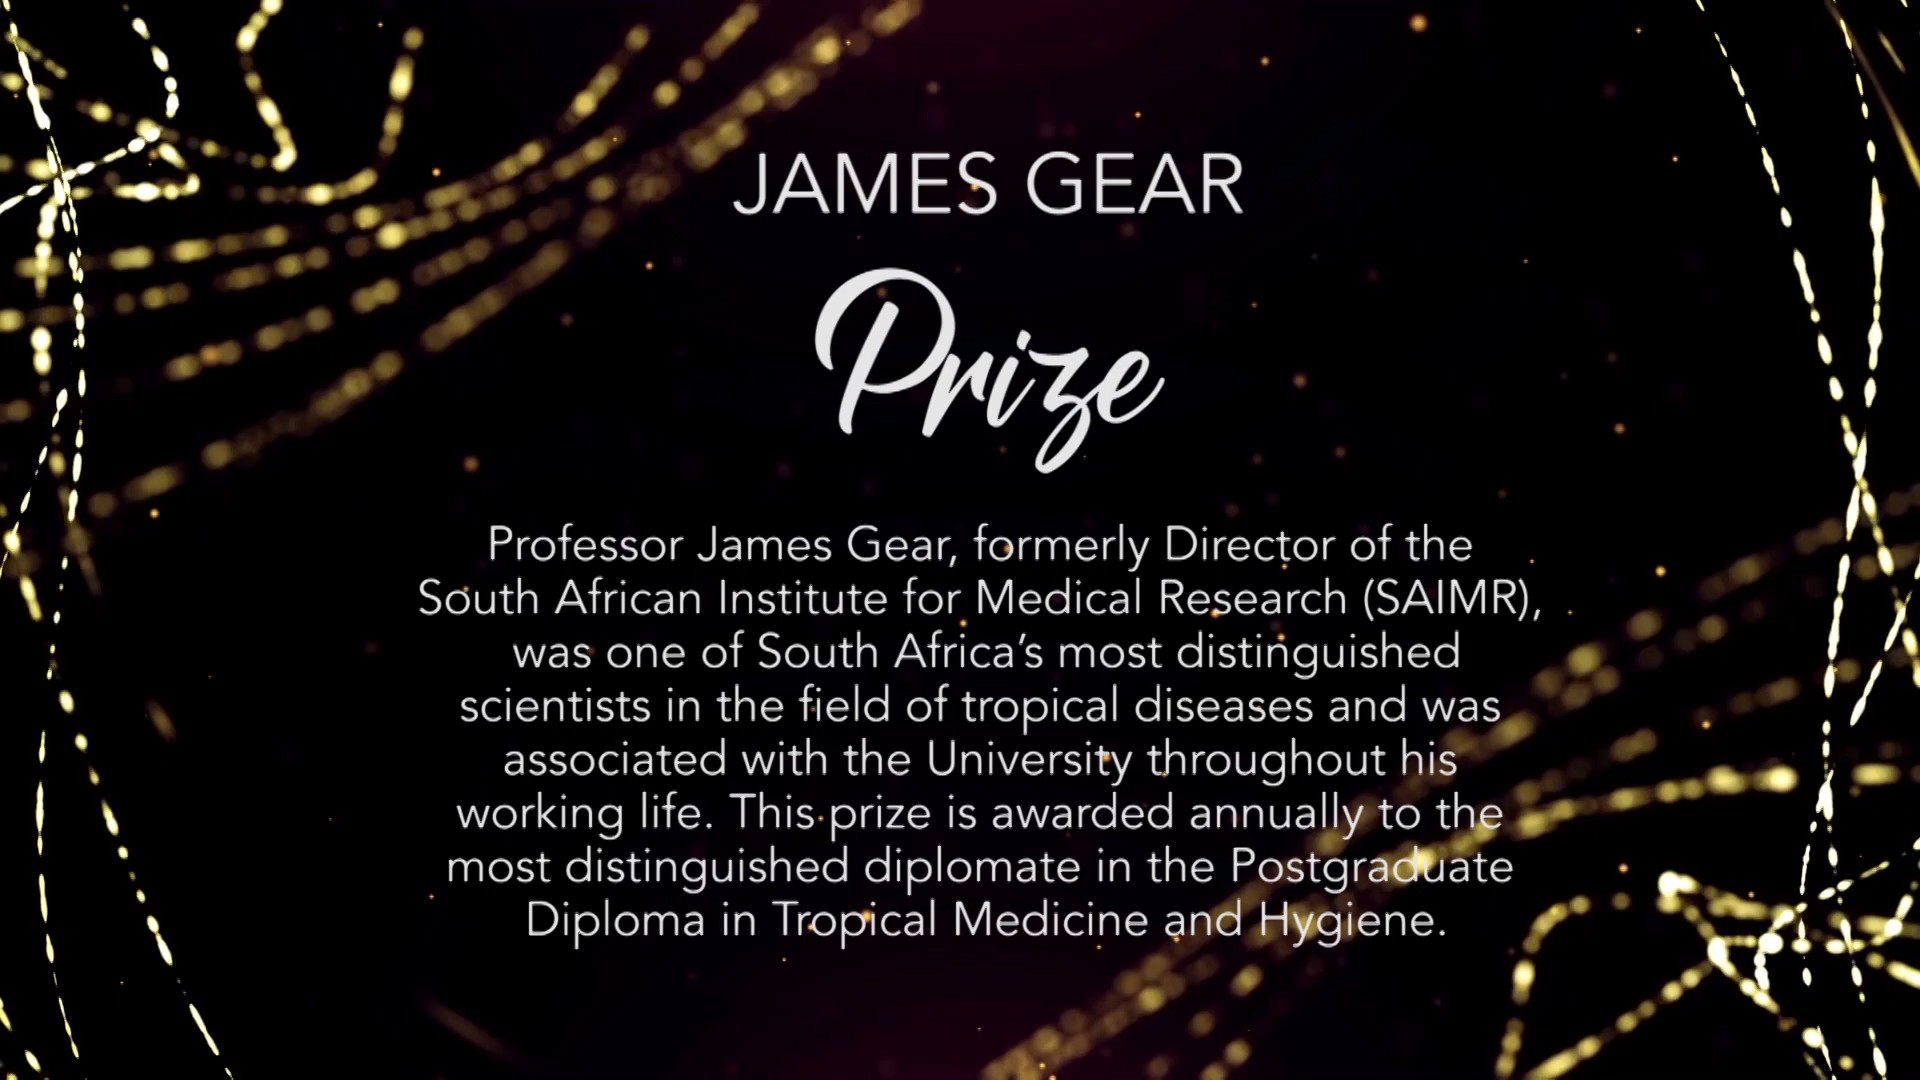 JAMES GEAR
Prize
Professor James Gear, formerly Director of the
South African Institute for Medical Research (SAIMR),
was one of South Africa’s most distinguished
scientists in the field of tropical diseases and was
associated with the University throughout his
working life. This prize is awarded annually to the
most distinguished diplomate in the Postgraduate
Diploma in Tropical Medicine and Hygiene.